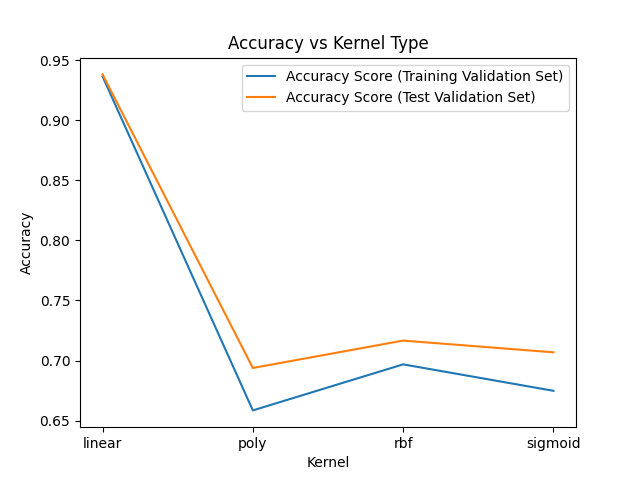 Accuracy vs Kernel Type
Accuracy Score (Training Validation Set)
Accuracy Score (Test Validation Set)
Accuracy
0.95
0.90
0.85
0.80
0.75
0.70
0.65
linear poly rbf sigmoid
Kernel